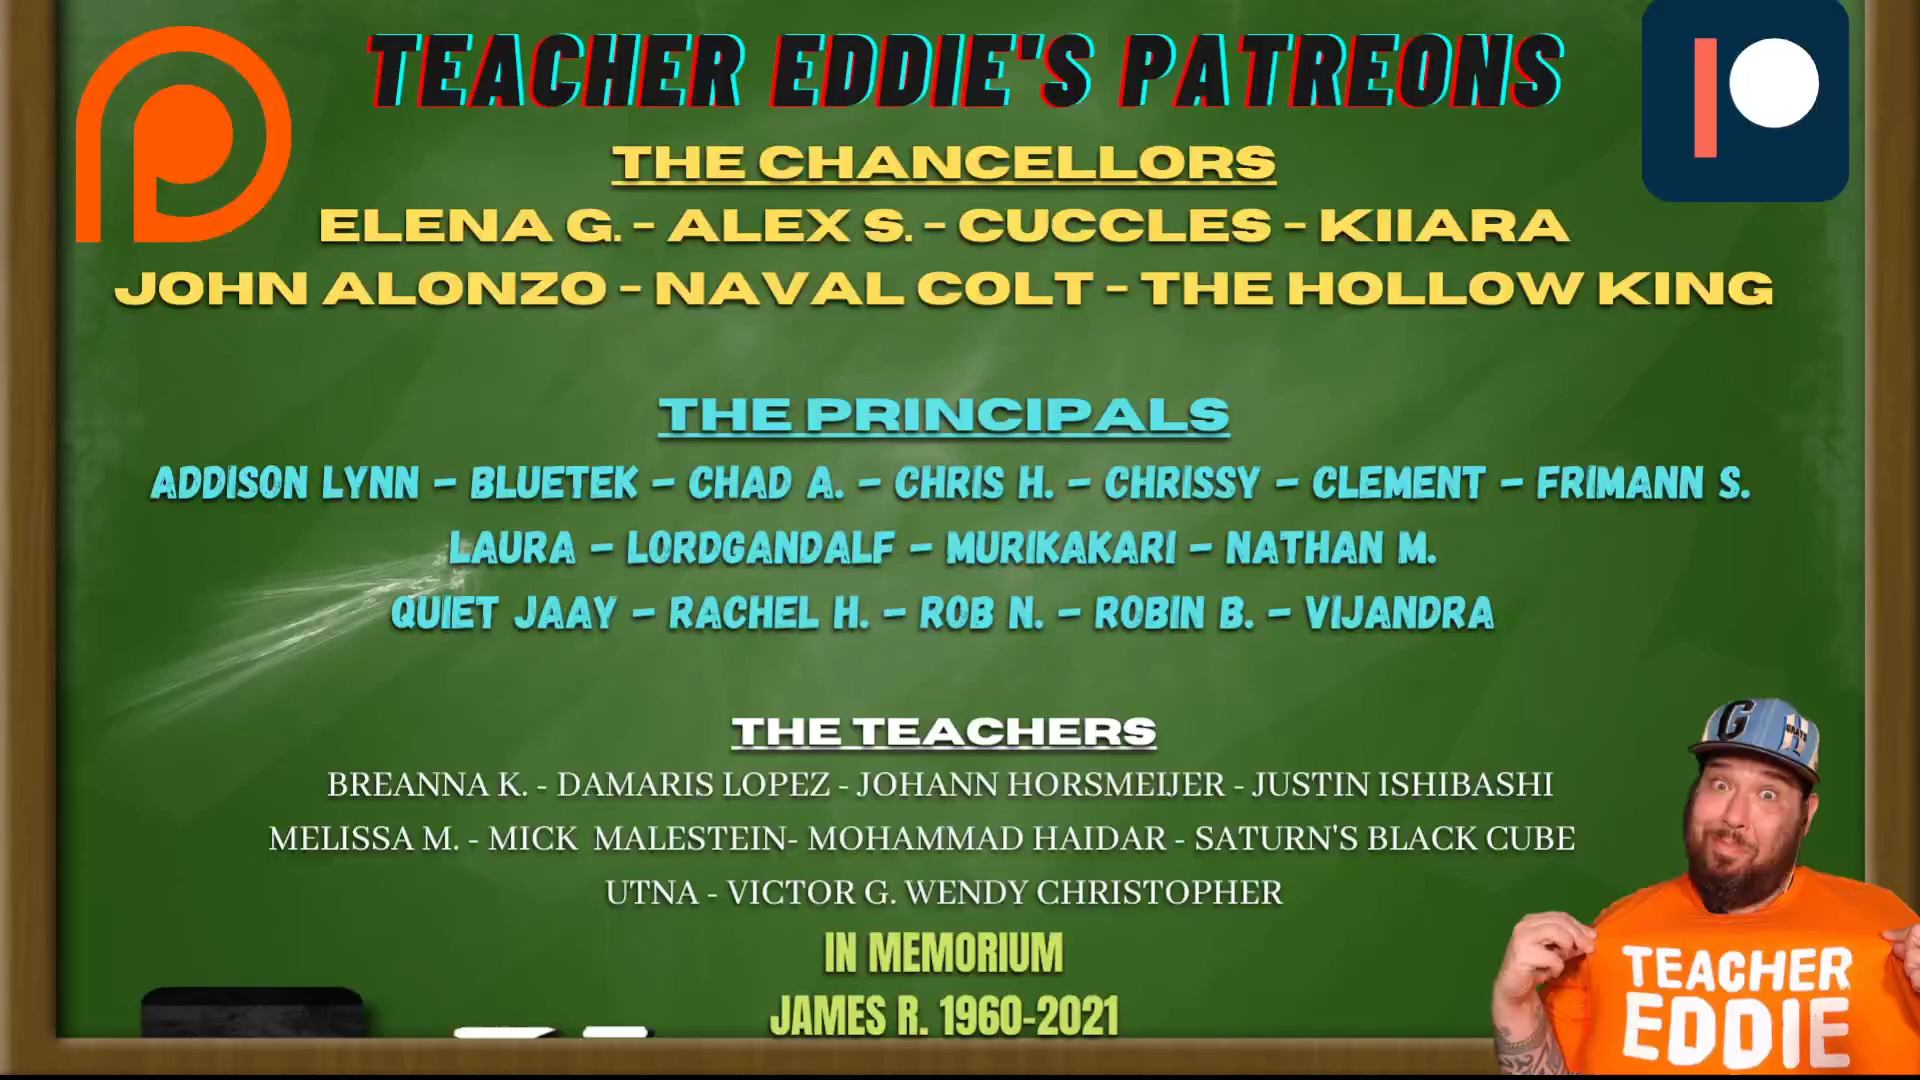 TEACHER EDDIE'S PATREONS
THE CHANCELLORS
ELENA G. - ALEX S. - CUCCLES - KIIARA
JOHN ALONZO - NAVAL COLT - THE HOLLOW KING
THE PRINCIPALS
ADDISON LYNN - BLUETEK - CHAD A. - CHRIS H. - CHRISSY - CLEMENT - FRIMANN S.
LAURA - LORDGANDALF - MURIKAKARI - NATHAN M.
QUIET JAAY - RACHEL H. - ROB N. - ROBIN B. - VIJANDRA
THE TEACHERS
BREANNA K. - DAMARIS LOPEZ - JOHANN HORSMEIJER - JUSTIN ISHIBASHI
MELISSA M. - MICK  MALESTEIN- MOHAMMAD HAIDAR - SATURN'S BLACK CUBE
UTNA - VICTOR G. WENDY CHRISTOPHER
IN MEMORIUM
JAMES R. 1960-2021
G
TEACHER
EDDIE